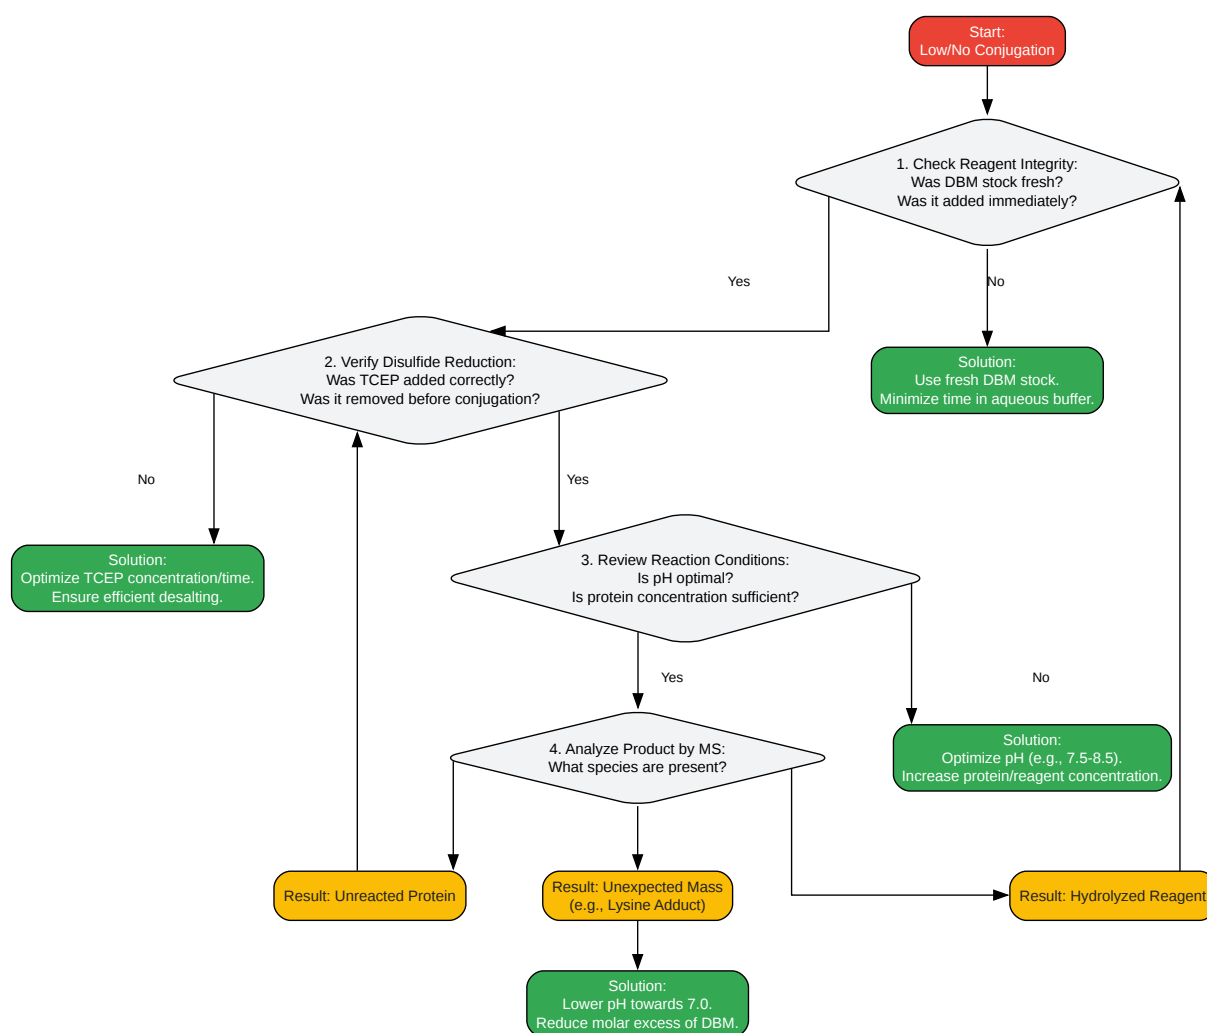 Start:
Low/No Conjugation
1. Check Reagent Integrity:
Was DBM stock fresh?
Was it added immediately?
Yes
No
2. Verify Disulfide Reduction:
Was TCEP added correctly?
Was it removed before conjugation?
Solution:
Use fresh DBM stock.
Minimize time in aqueous buffer.
No
Yes
Solution:
Optimize TCEP concentration/time.
Ensure efficient desalting.
3. Review Reaction Conditions:
Is pH optimal?
Is protein concentration sufficient?
Yes
No
4. Analyze Product by MS:
What species are present?
Solution:
Optimize pH (e.g., 7.5-8.5).
Increase protein/reagent concentration.
Result: Unreacted Protein
Result: Unexpected Mass
(e.g., Lysine Adduct)
Result: Hydrolyzed Reagent
Solution:
Lower pH towards 7.0.
Reduce molar excess of DBM.